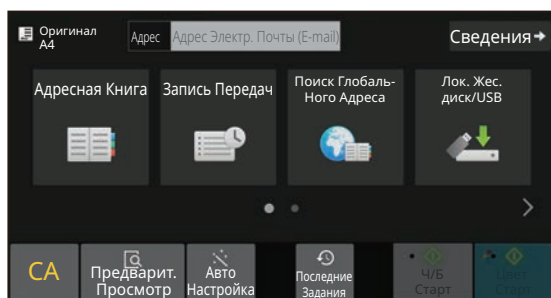 Оригинал
A4
Адрес
Адрес Электр. Почты (E-mail)
Сведения
Адресная Книга
Запись Передач
Поиск Глобаль-
Ного Адреса
Лок. Жес.
диск/USB
CA
Предварит.
Просмотр
Авто
Настройка
Последние
Задания
Ч/Б
Старт
Цвет
Старт